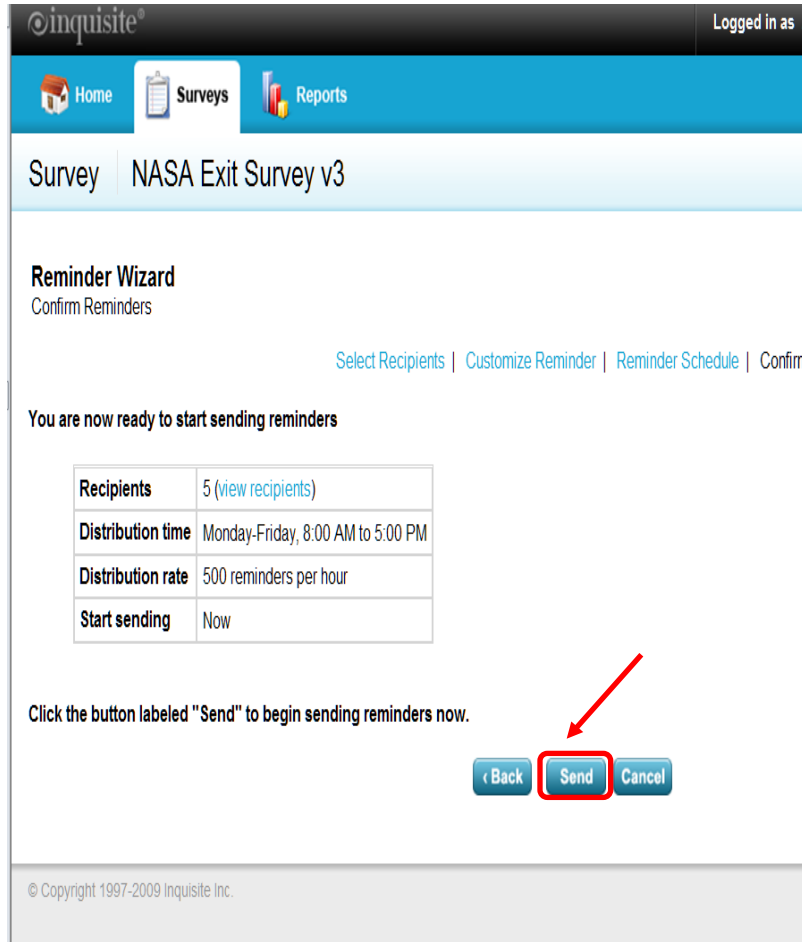 inquisite®
Logged in as
Home
Surveys
Reports
Survey NASA Exit Survey v3
Reminder Wizard
Confirm Reminders
Select Recipients | Customize Reminder | Reminder Schedule | Confirm
You are now ready to start sending reminders
Recipients 5 (view recipients)
Distribution time Monday-Friday, 8:00 AM to 5:00 PM
Distribution rate 500 reminders per hour
Start sending Now
Click the button labeled "Send" to begin sending reminders now.
‹ Back Send Cancel
© Copyright 1997-2009 Inquisite Inc.